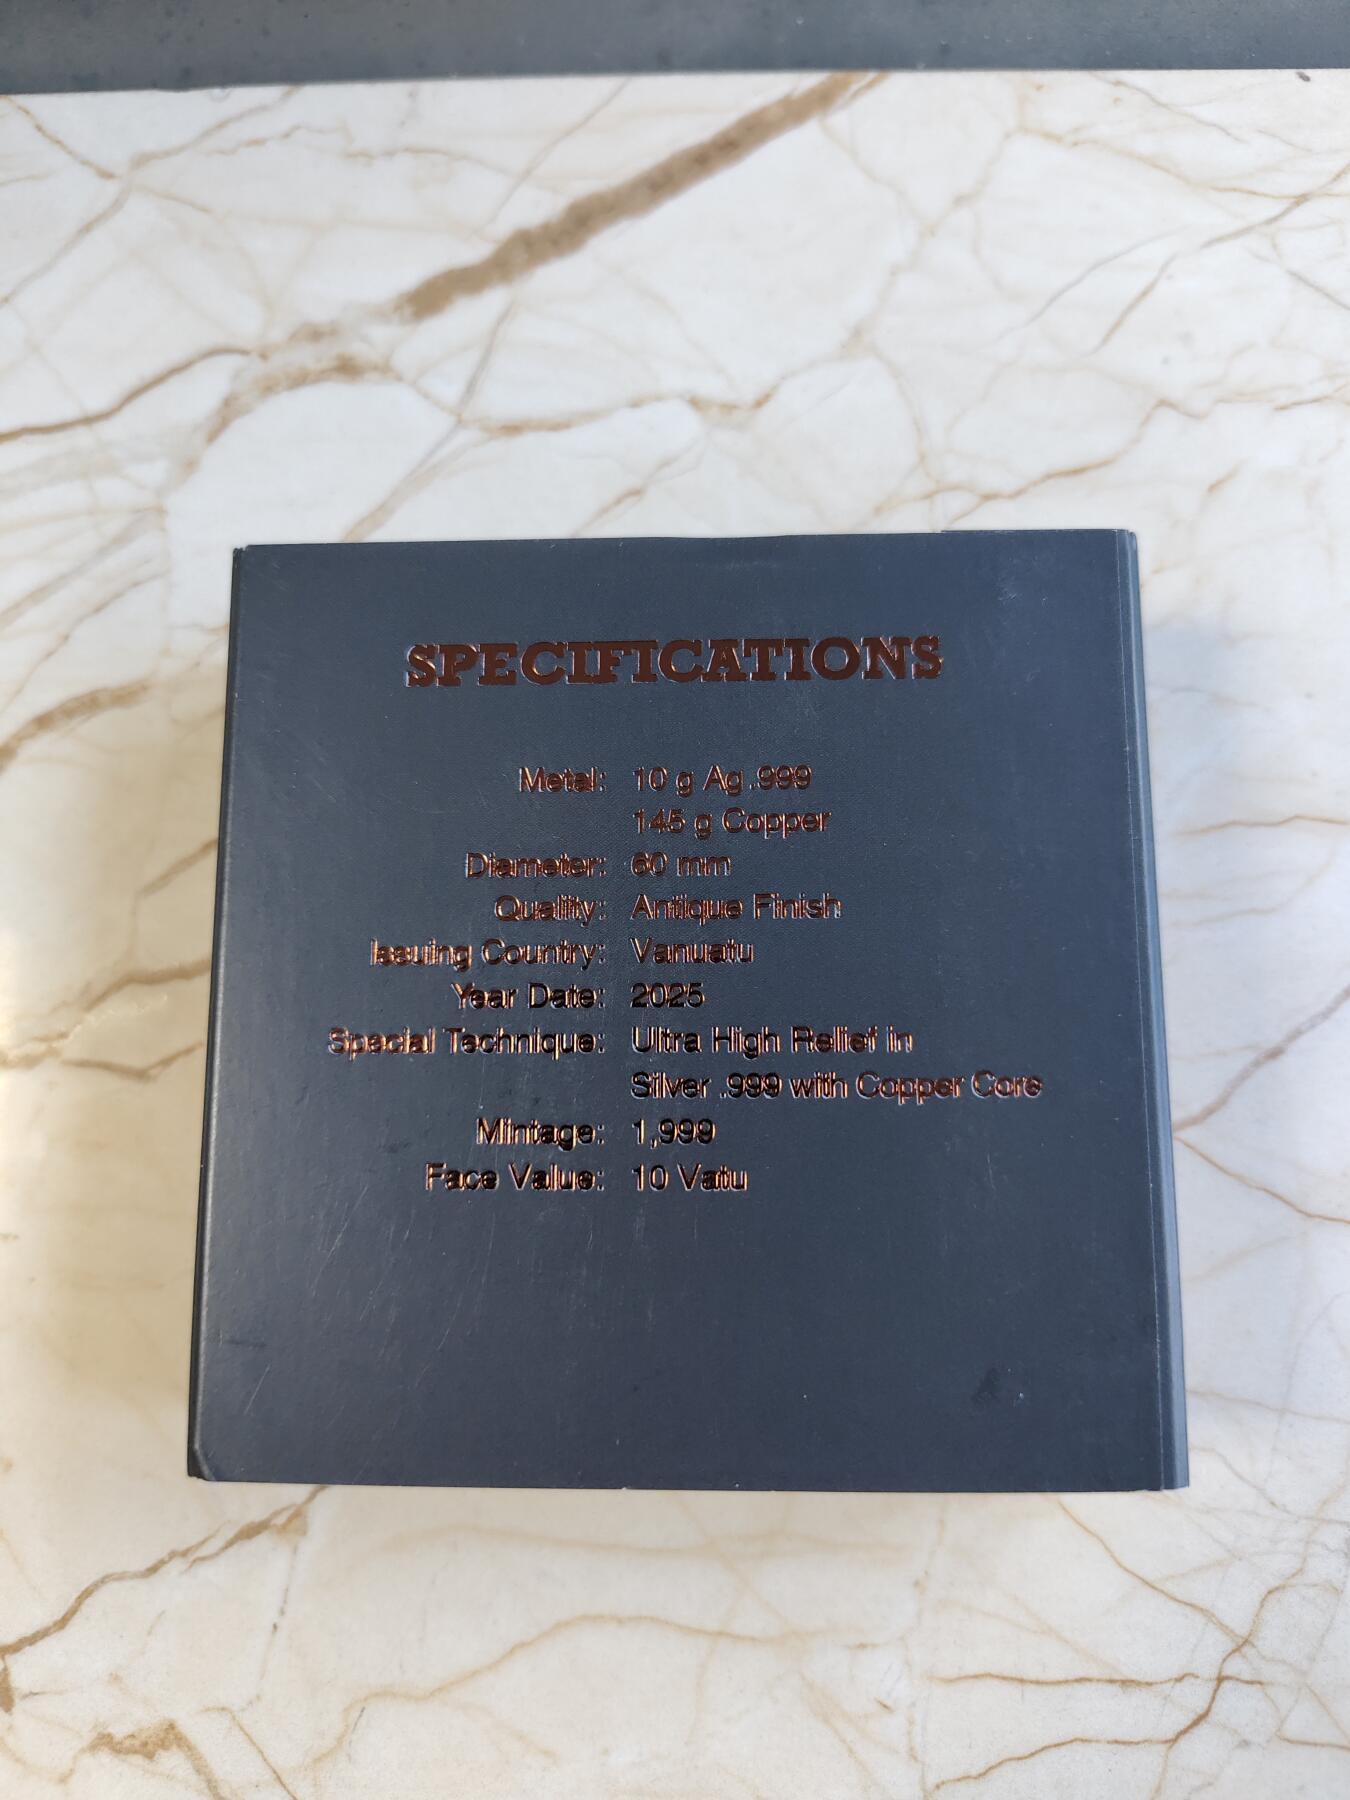 SPECIFICATIONS
Metal: 10 g Ag .999
145 g Copper
Diameter: 60 mm
Quality: Antique Finish
Issuing Country: Vanuatu
Year Date: 2025
Special Technique: Ultra High Relief in
Silver .999 with Copper Core
Mintage: 1,999
Face Value: 10 Vatu